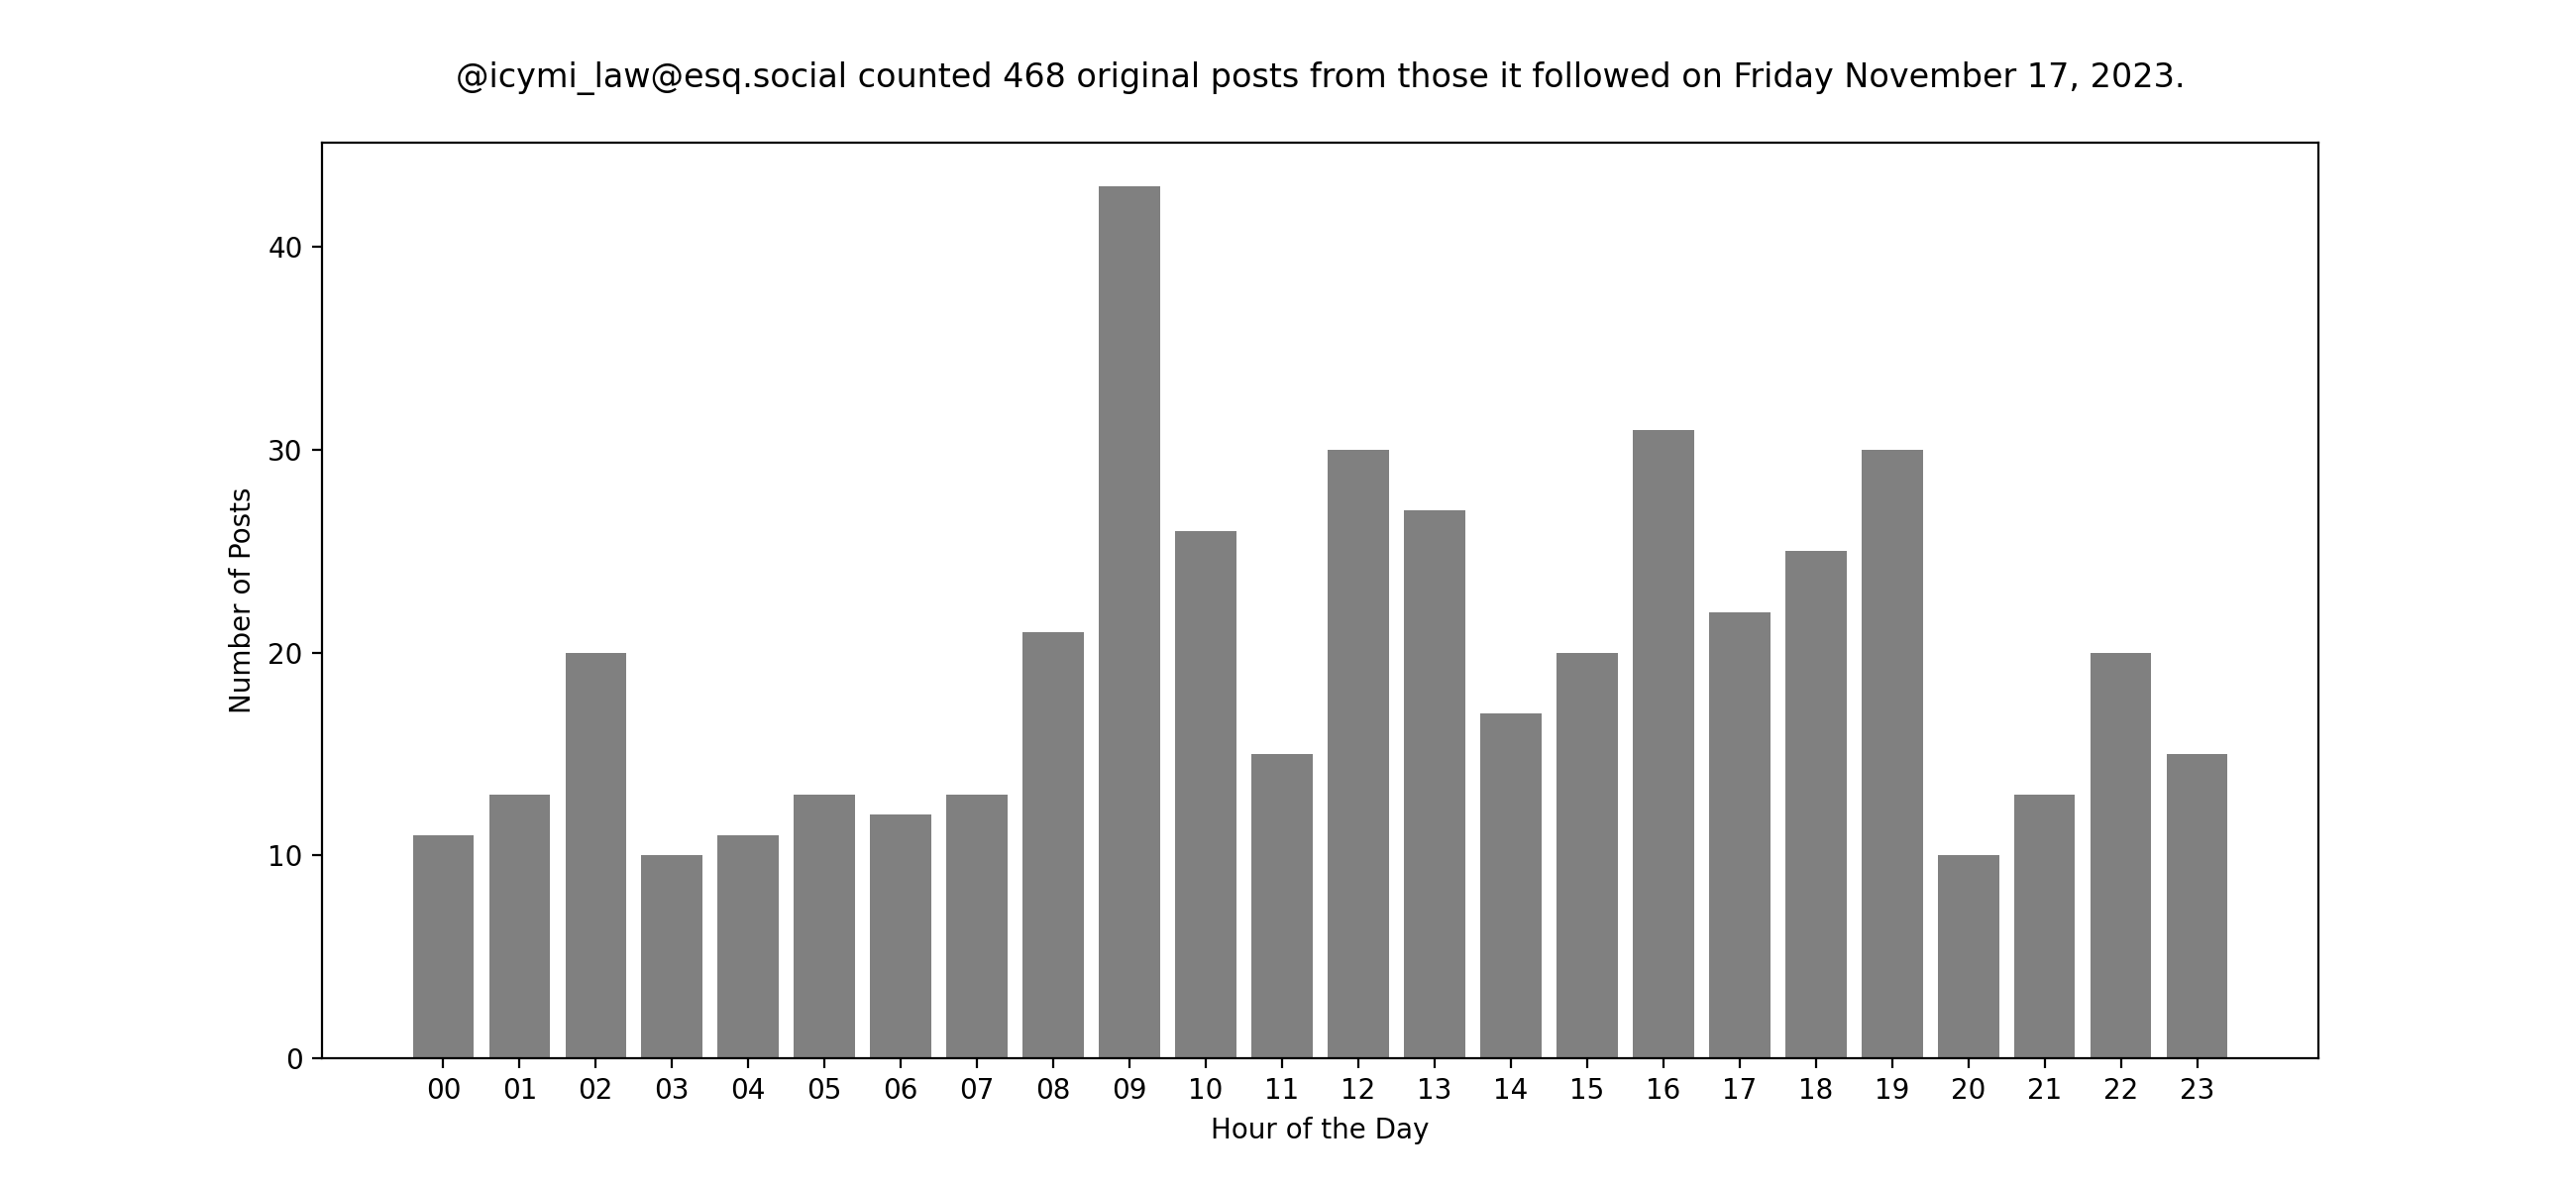 @icymi_law@esq.social counted 468 original posts from those it followed on Friday November 17, 2023.
40
30
20
10
0
Number of Posts
00 01 02 03 04 05 06 07 08 09 10 11 12 13 14 15 16 17 18 19 20 21 22 23
Hour of the Day